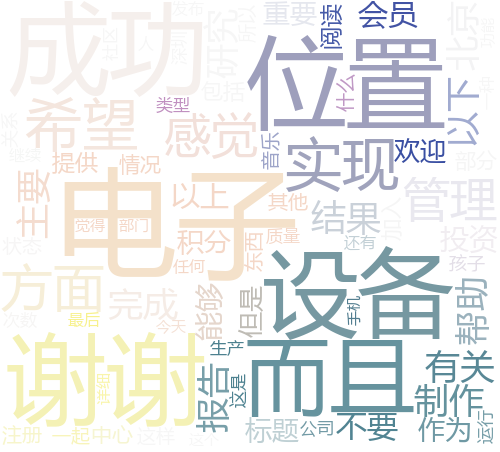 成功
研究
重要
阅读
会员
北京
位置
包括
类型
什么
希望
感觉
音乐
实现
欢迎
以下
部分
提供
情况
主要
电子
以上
其他
结果
管理
加入
投资
积分
东西
质量
还有
觉得
部门
状态
任何
孩子
方面
完成
能够
但是
设备
手机
帮助
次数
最后
今天
谢谢
而且
生产
这是
有关
报告
制作
注册
一起
中心
这样
这个
标题
公司
不要
作为
运行